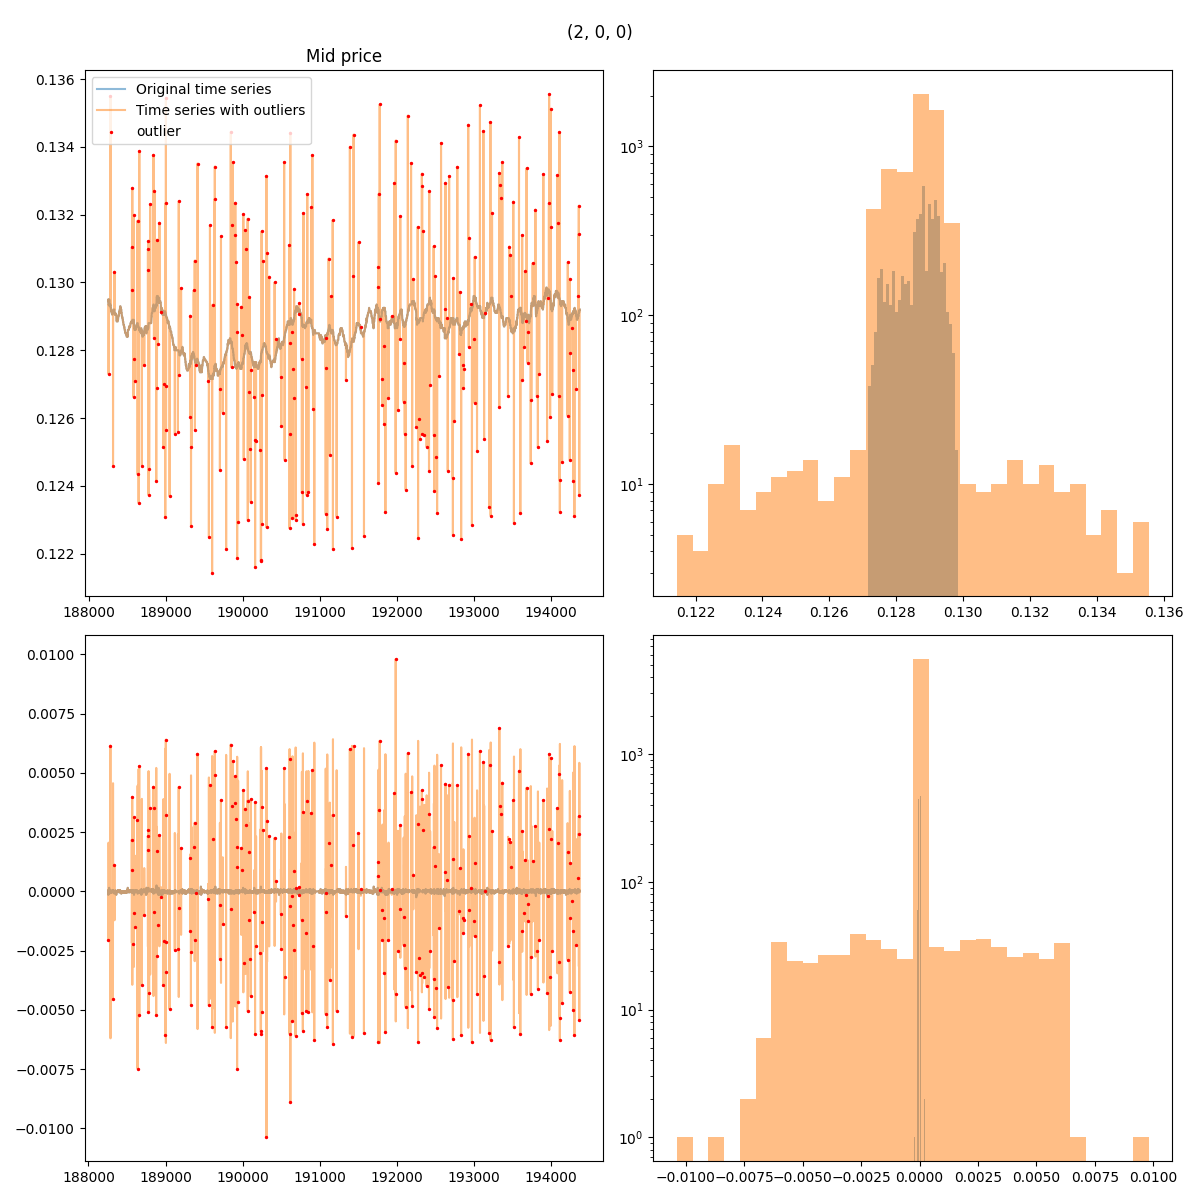 (2, 0, 0)
Mid price
Original time series
Time series with outliers
outlier
0.136
0.134
0.132
0.130
0.128
0.126
0.124
0.122
188000 189000 190000 191000 192000 193000 194000
10³
10²
10¹
0.122 0.124 0.126 0.128 0.130 0.132 0.134 0.136
0.0100
0.0075
0.0050
0.0025
0.0000
−0.0025
−0.0050
−0.0075
−0.0100
188000 189000 190000 191000 192000 193000 194000
10³
10²
10¹
10⁰
−0.0100 −0.0075 −0.0050 −0.0025 0.0000 0.0025 0.0050 0.0075 0.0100